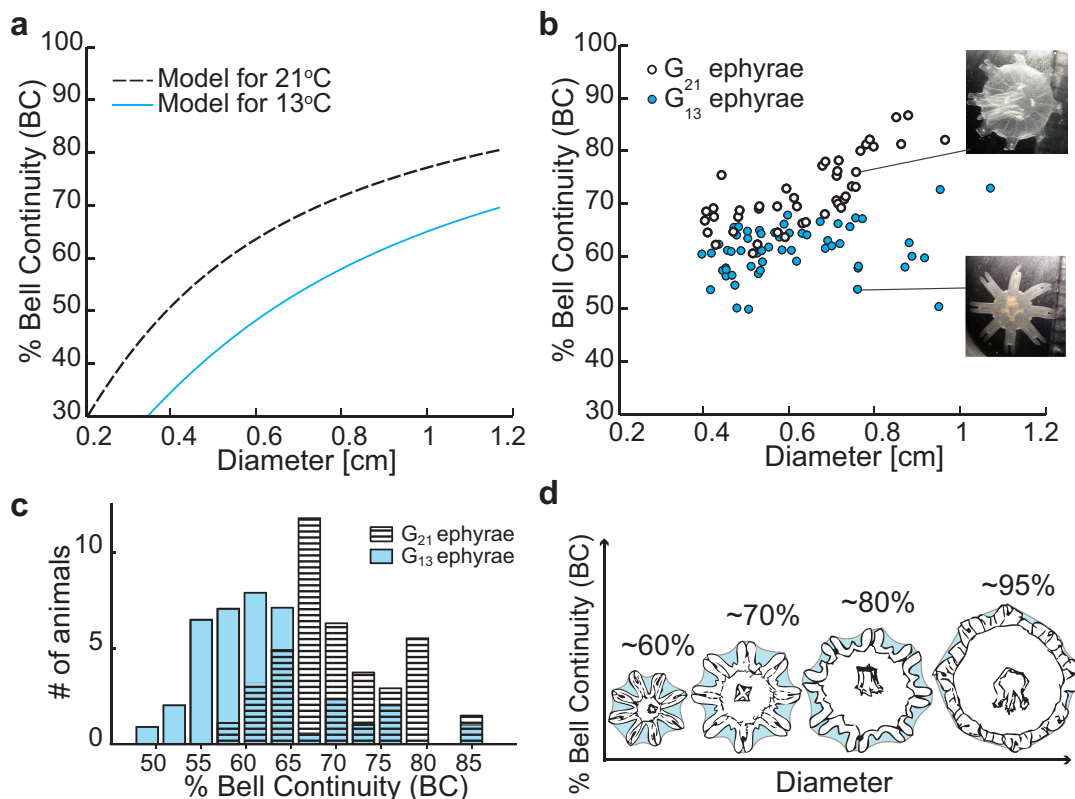 a
100
90
80
70
60
50
40
30
% Bell Continuity (BC)
Model for 21°C
Model for 13°C
0.2 0.4 0.6 0.8 1 1.2
Diameter [cm]
b
100
90
80
70
60
50
40
30
% Bell Continuity (BC)
G21 ephyrae
G13 ephyrae
0.2 0.4 0.6 0.8 1 1.2
Diameter [cm]
c
10
5
0
# of animals
G21 ephyrae
G13 ephyrae
50 55 60 65 70 75 80 85
% Bell Continuity (BC)
d
% Bell Continuity (BC)
~60%
~70%
~80%
~95%
Diameter